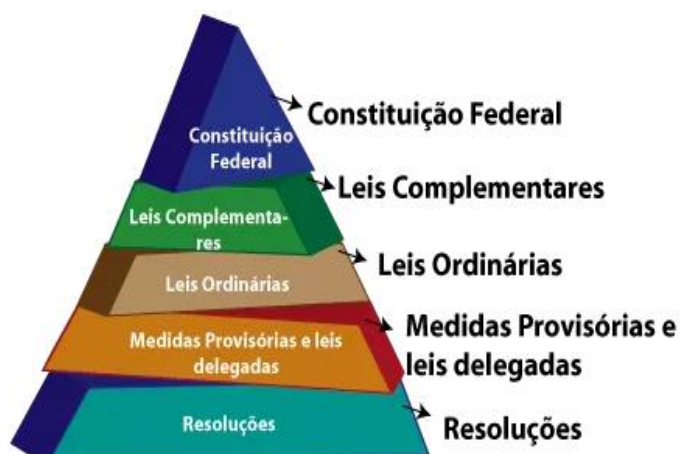 Constituição
Federal
Constituição Federal
Leis Complementa-
res
Leis Complementares
Leis Ordinárias
Leis Ordinárias
Medidas Provisórias e leis
delegadas
Medidas Provisórias e
leis delegadas
Resoluções
Resoluções